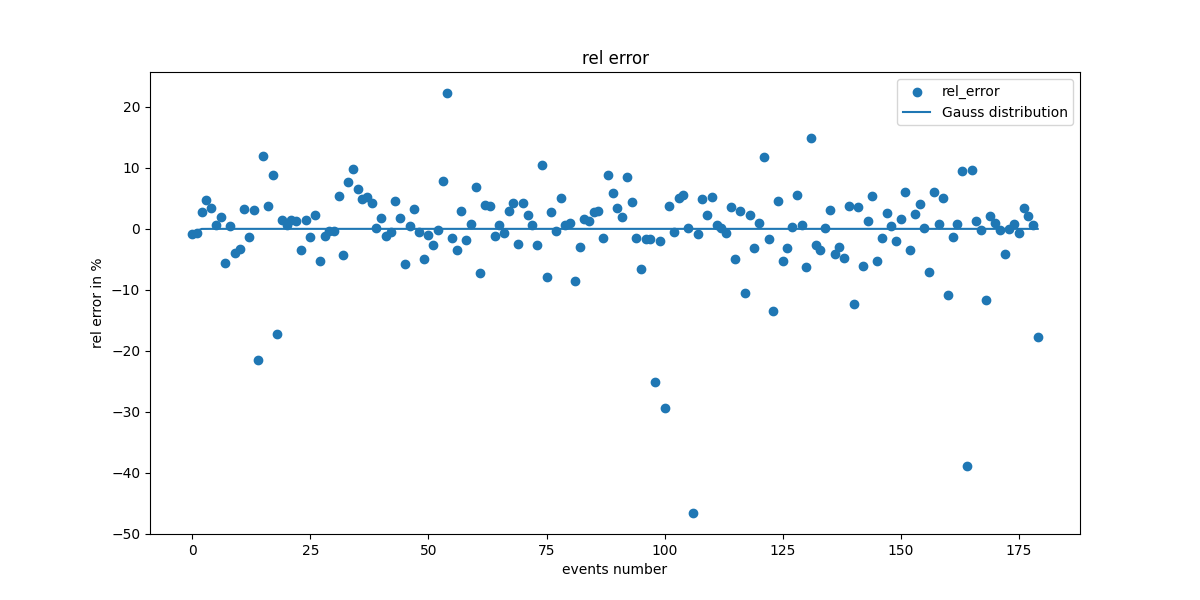 rel error
rel_error
Gauss distribution
20
10
0
−10
−20
−30
−40
−50
rel error in %
0 25 50 75 100 125 150 175
events number